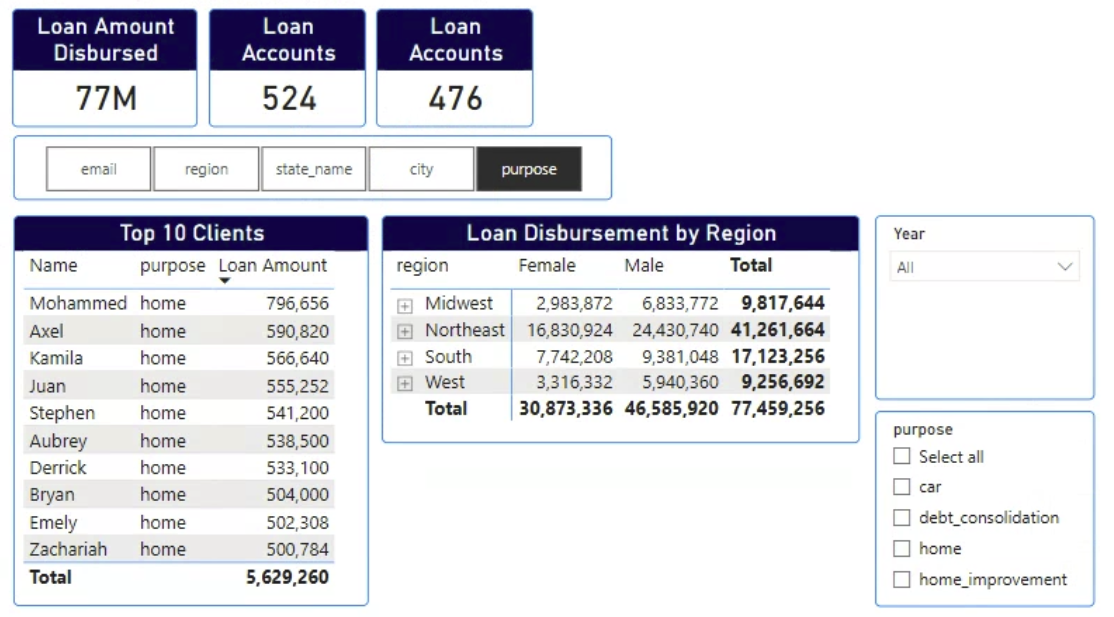 Loan Amount
Disbursed
77M
Loan
Accounts
524
Loan
Accounts
476
email region state_name city purpose
Top 10 Clients
Name purpose Loan Amount
Mohammed home 796,656
Axel home 590,820
Kamila home 566,640
Juan home 555,252
Stephen home 541,200
Aubrey home 538,500
Derrick home 533,100
Bryan home 504,000
Emely home 502,308
Zachariah home 500,784
Total 5,629,260
Loan Disbursement by Region
region Female Male Total
Midwest 2,983,872 6,833,772 9,817,644
Northeast 16,830,924 24,430,740 41,261,664
South 7,742,208 9,381,048 17,123,256
West 3,316,332 5,940,360 9,256,692
Total 30,873,336 46,585,920 77,459,256
Year
All
purpose
Select all
car
debt_consolidation
home
home_improvement